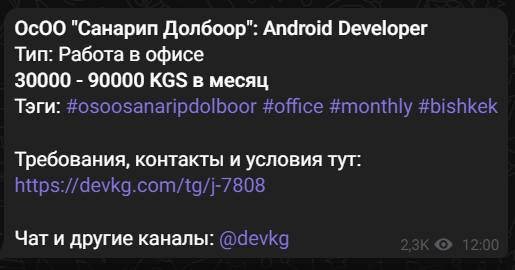 ОсОО "Санарип Долбоор": Android Developer
Тип: Работа в офисе
30000 - 90000 KGS в месяц
Тэги: #osoosanaripdolboor #office #monthly #bishkek
Требования, контакты и условия тут:
https://devkg.com/tg/j-7808
Чат и другие каналы: @devkg
2,3K 12:00